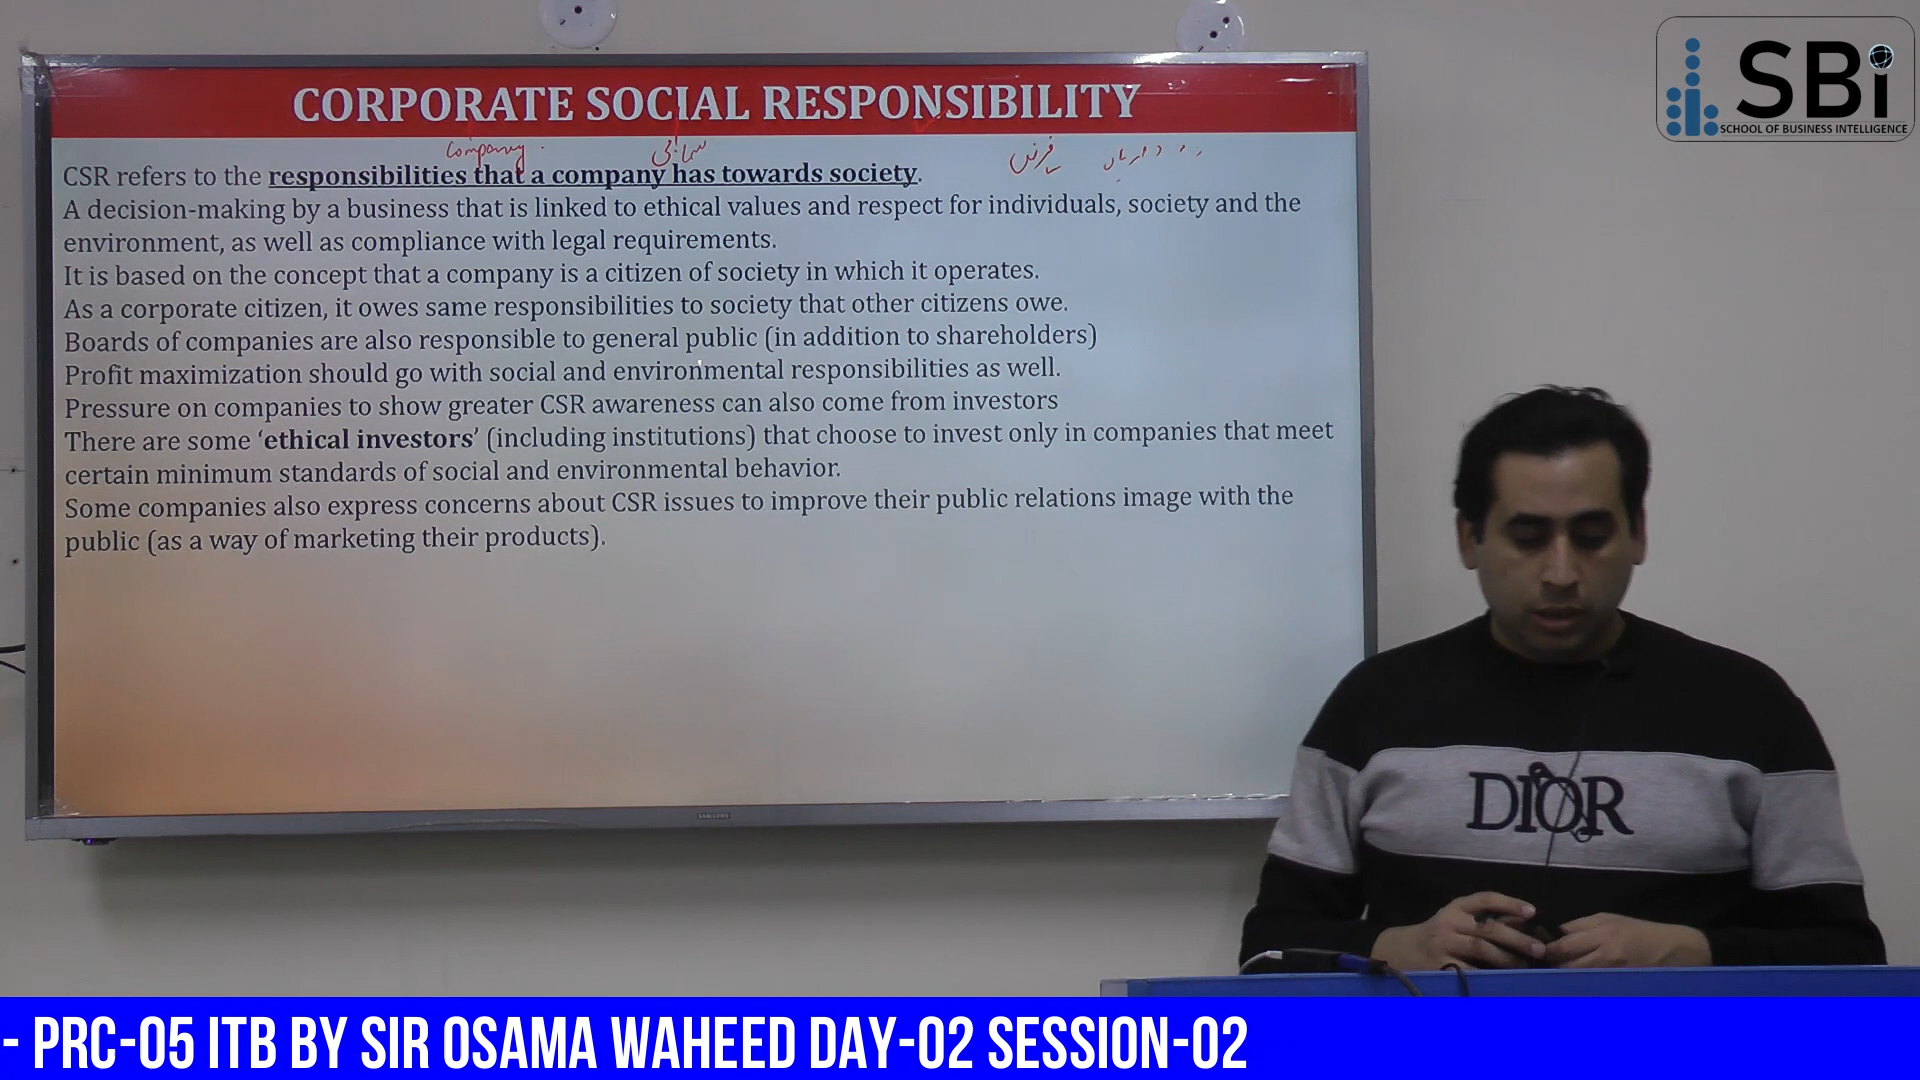 SBi
SCHOOL OF BUSINESS INTELLIGENCE
CORPORATE SOCIAL RESPONSIBILITY
Company
سماجی
CSR refers to the responsibilities that a company has towards society.
A decision-making by a business that is linked to ethical values and respect for individuals, society and the
environment, as well as compliance with legal requirements.
It is based on the concept that a company is a citizen of society in which it operates.
As a corporate citizen, it owes same responsibilities to society that other citizens owe.
Boards of companies are also responsible to general public (in addition to shareholders)
Profit maximization should go with social and environmental responsibilities as well.
Pressure on companies to show greater CSR awareness can also come from investors
There are some ‘ethical investors’ (including institutions) that choose to invest only in companies that meet
certain minimum standards of social and environmental behavior.
Some companies also express concerns about CSR issues to improve their public relations image with the
public (as a way of marketing their products).
SAMSUNG
DIOR
- PRC-05 ITB BY SIR OSAMA WAHEED DAY-02 SESSION-02